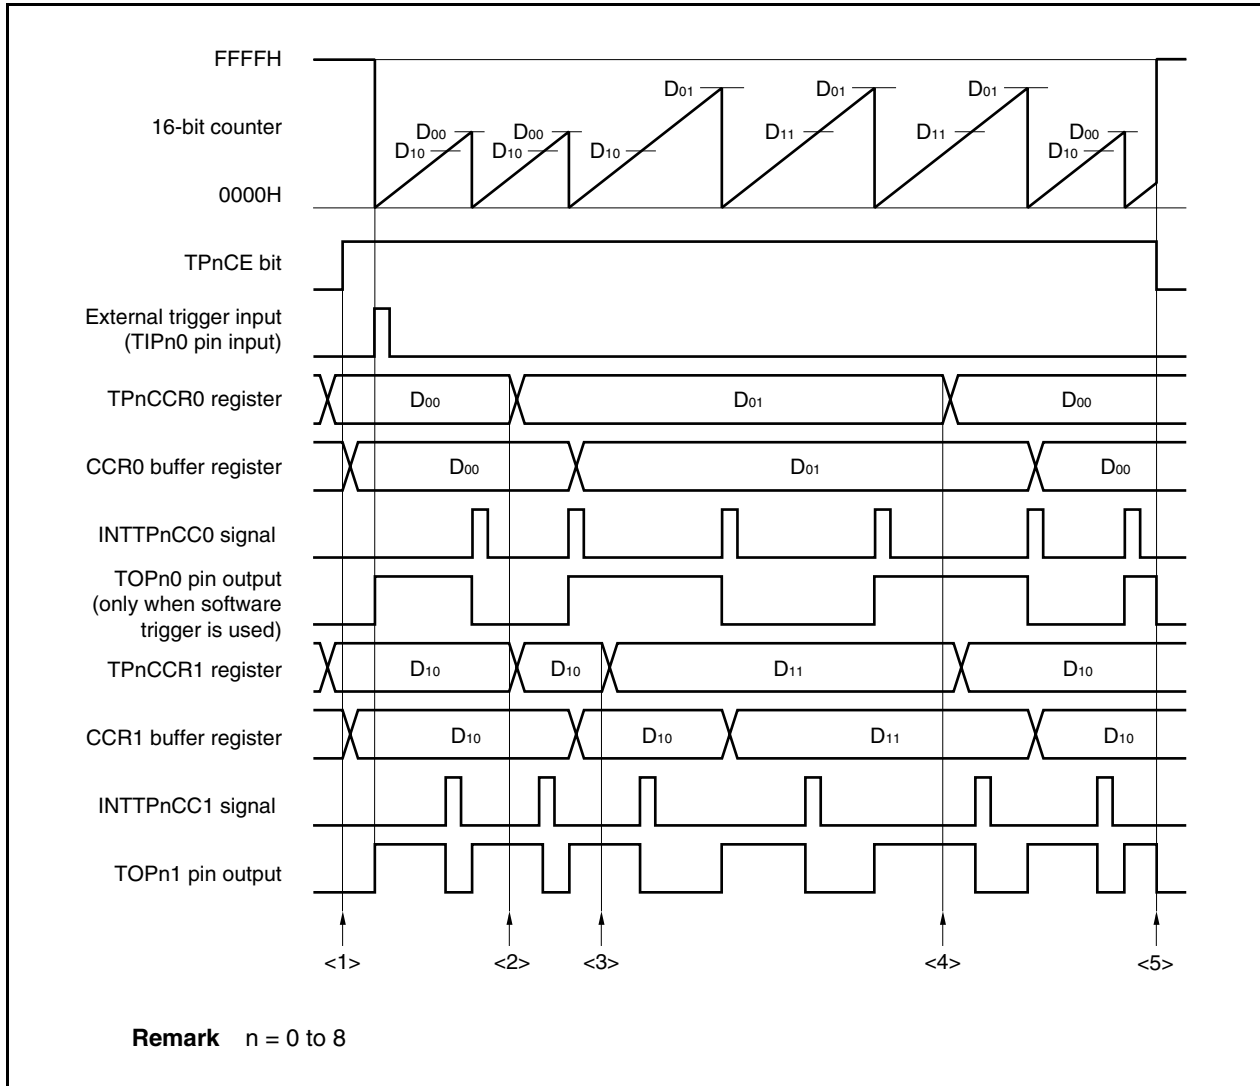 FFFFH
16-bit counter
0000H
D00 D10 D00 D10 D01 D10 D01 D11 D01 D11 D00 D10
TPnCE bit
External trigger input
(TIPn0 pin input)
TPnCCR0 register D00 D01 D00
CCR0 buffer register D00 D01 D00
INTTPnCC0 signal
TOPn0 pin output
(only when software
trigger is used)
TPnCCR1 register D10 D10 D11 D10
CCR1 buffer register D10 D10 D11 D10
INTTPnCC1 signal
TOPn1 pin output
<1> <2> <3> <4> <5>
Remark n = 0 to 8